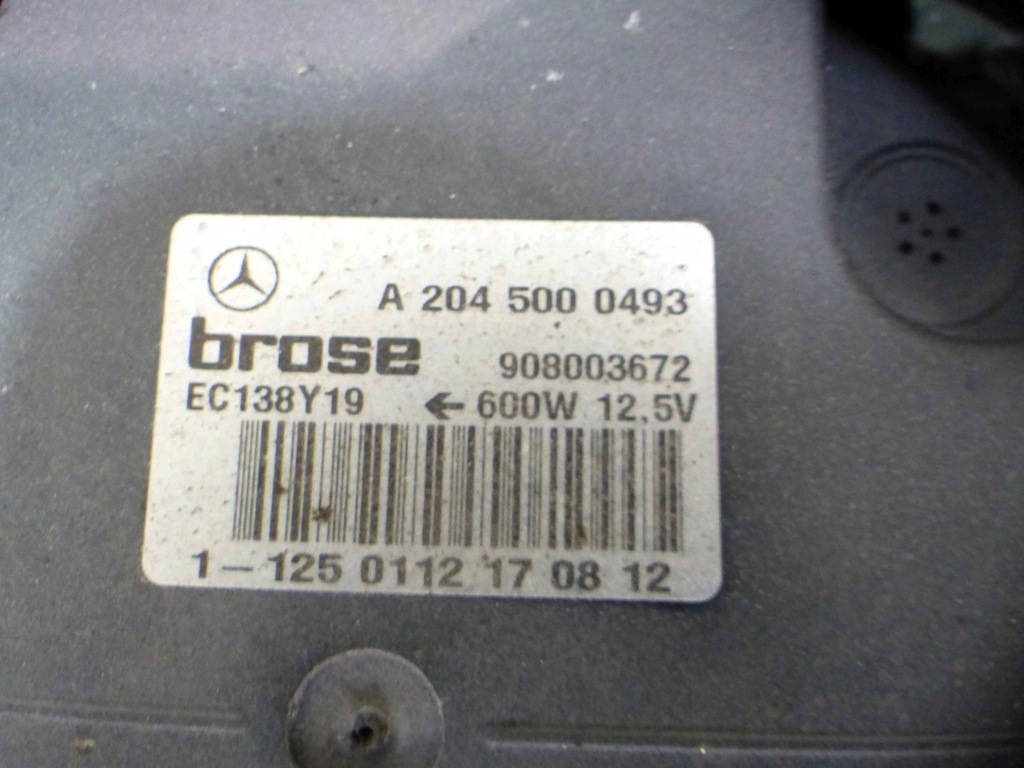 A 204 500 0493
brose 908003672
EC138Y19 ← 600W 12.5V
1-125 0112 17 08 12